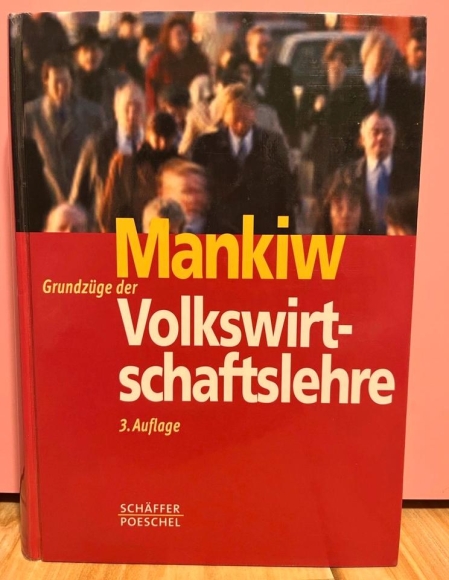 Mankiw
Grundzüge der
Volkswirt-
schaftslehre
3. Auflage
SCHÄFFER
POESCHEL